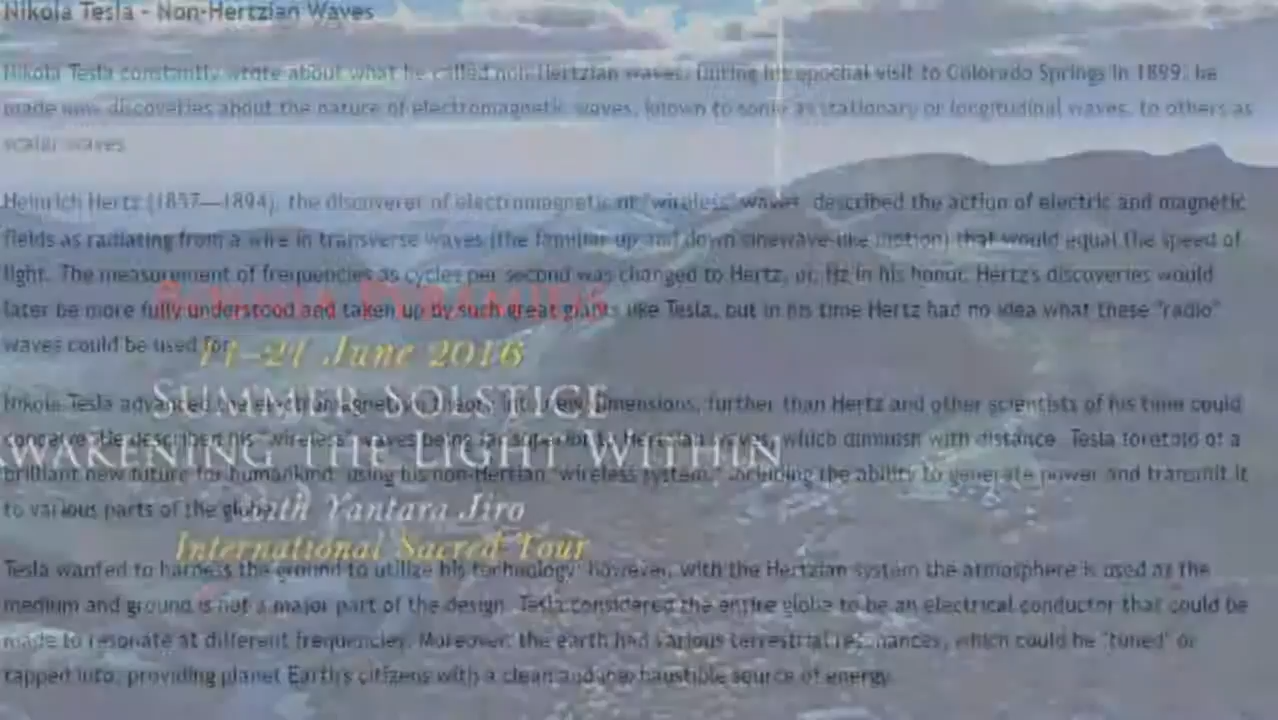 Nikola Tesla - Non-Hertzian Waves
Nikola Tesla constantly wrote about what he called non-Hertzian waves. During his epochal visit to Colorado Springs in 1899, he
made new discoveries about the nature of electromagnetic waves, known to some as stationary or longitudinal waves, to others as
scalar waves.
Heinrich Hertz (1857—1894), the discoverer of electromagnetic or "wireless" waves, described the action of electric and magnetic
fields as radiating from a wire in transverse waves (the familiar up and down sinewave-like motion) that would equal the speed of
light. The measurement of frequencies as cycles per second was changed to Hertz, or, Hz in his honor. Hertz's discoveries would
later be more fully understood and taken up by such great giants like Tesla, but in his time Hertz had no idea what these "radio"
waves could be used for.
Nikola Tesla advanced the electromagnetic theory into new dimensions, further than Hertz and other scientists of his time could
conceive. He described his "wireless" waves being far superior to Hertzian waves, which diminish with distance. Tesla foretold of a
brilliant new future for humankind, using his non-Hertzian "wireless system," including the ability to generate power and transmit it
to various parts of the globe.
Tesla wanted to harness the ground to utilize his technology; however, with the Hertzian system the atmosphere is used as the
medium and ground is not a major part of the design. Tesla considered the entire globe to be an electrical conductor that could be
made to resonate at different frequencies. Moreover, the earth had various terrestrial resonances, which could be "tuned" or
tapped into, providing planet Earth's citizens with a clean and inexhaustible source of energy.
Pyramids
21 June 2016
Summer Solstice
Awakening the Light Within
with Yantara Jiro
International Sacred Tour